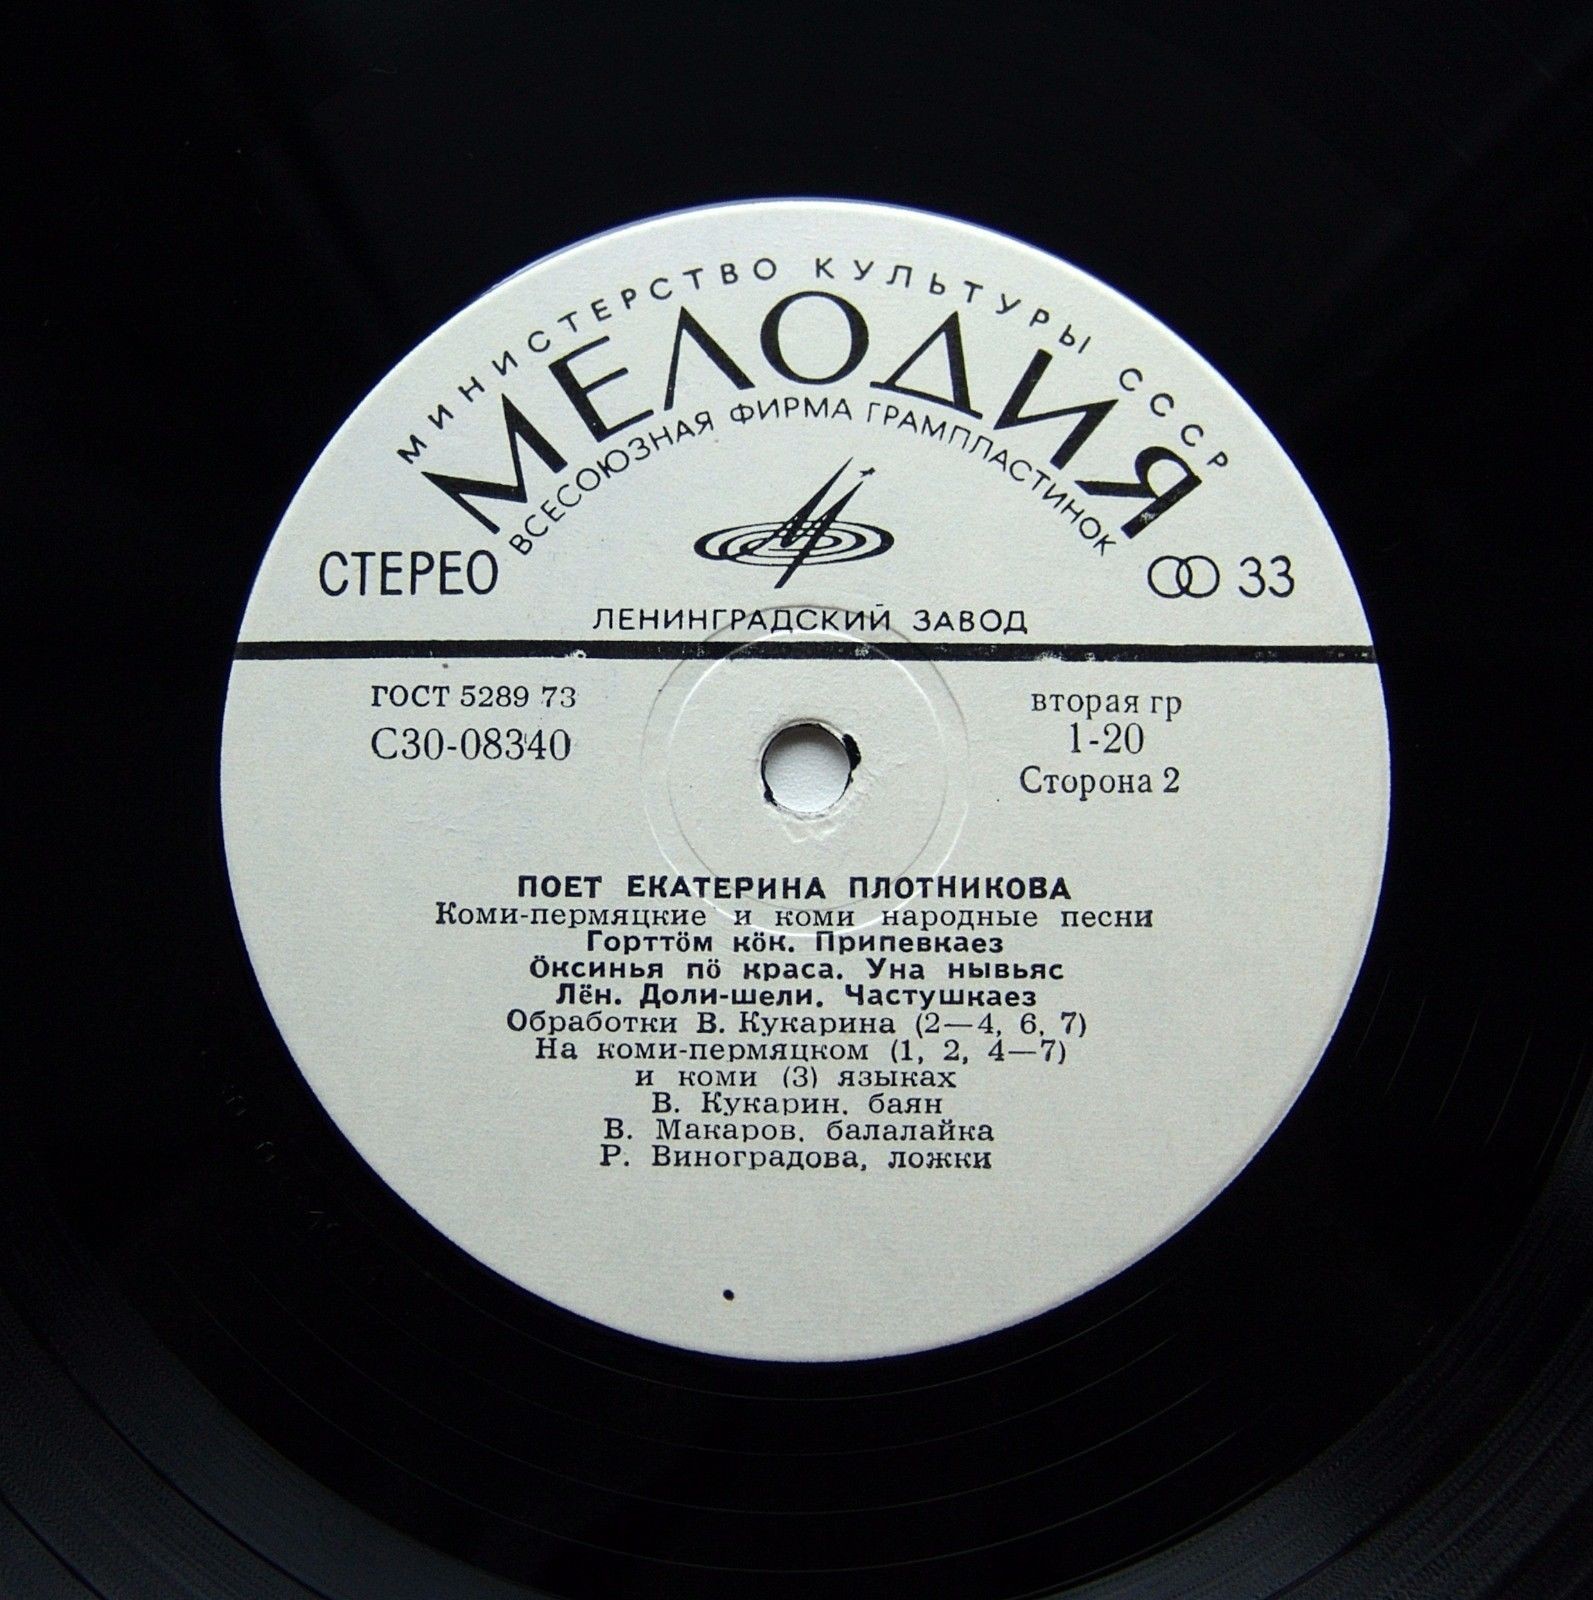 МИНИСТЕРСТВО КУЛЬТУРЫ СССР
МЕЛОДИЯ
ВСЕСОЮЗНАЯ ФИРМА ГРАМПЛАСТИНОК
СТЕРЕО
33
ЛЕНИНГРАДСКИЙ ЗАВОД
ГОСТ 5289 73
С30-08340
вторая гр
1-20
Сторона 2
ПОЕТ ЕКАТЕРИНА ПЛОТНИКОВА
Коми-пермяцкие и коми народные песни
Горттӧм кӧк. Припевкаез
Ӧксинья пӧ краса. Уна нывъяс
Лён. Доли-шели. Частушкаез
Обработки В. Кукарина (2—4, 6, 7)
На коми-пермяцком (1, 2, 4—7)
и коми (3) языках
В. Кукарин, баян
В. Макаров, балалайка
Р. Виноградова, ложки